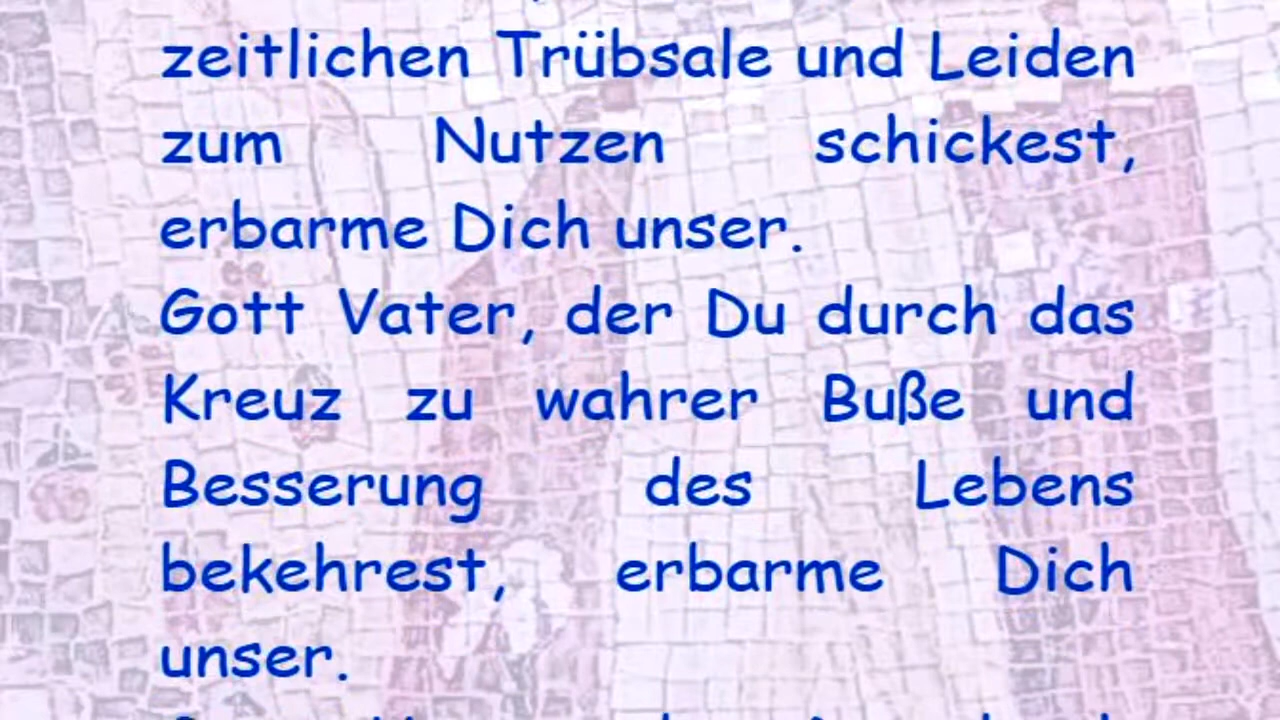 zeitlichen Trübsale und Leiden
zum Nutzen schickest,
erbarme Dich unser.
Gott Vater, der Du durch das
Kreuz zu wahrer Buße und
Besserung des Lebens
bekehrest, erbarme Dich
unser.